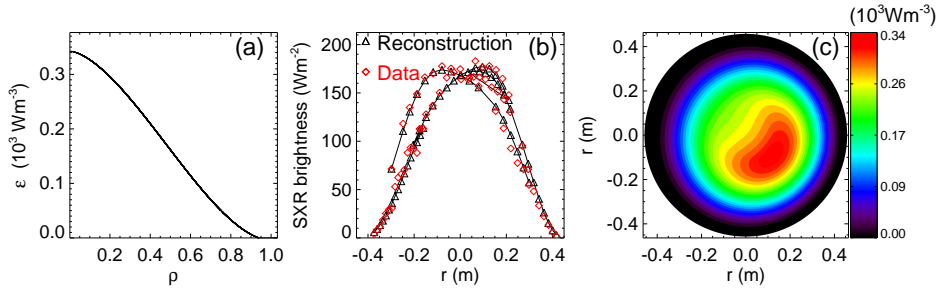 (a)
ε (10³ Wm⁻³)
0.4
0.3
0.2
0.1
0.0
0.2 0.4 0.6 0.8 1.0
ρ
(b)
△ Reconstruction
◇ Data
SXR brightness (Wm⁻²)
200
150
100
50
0
-0.4 -0.2 0.0 0.2 0.4
r (m)
(c)
r (m)
0.4
0.2
0.0
-0.2
-0.4
-0.4 -0.2 0.0 0.2 0.4
r (m)
(10³Wm⁻³)
0.34
0.26
0.17
0.09
0.00